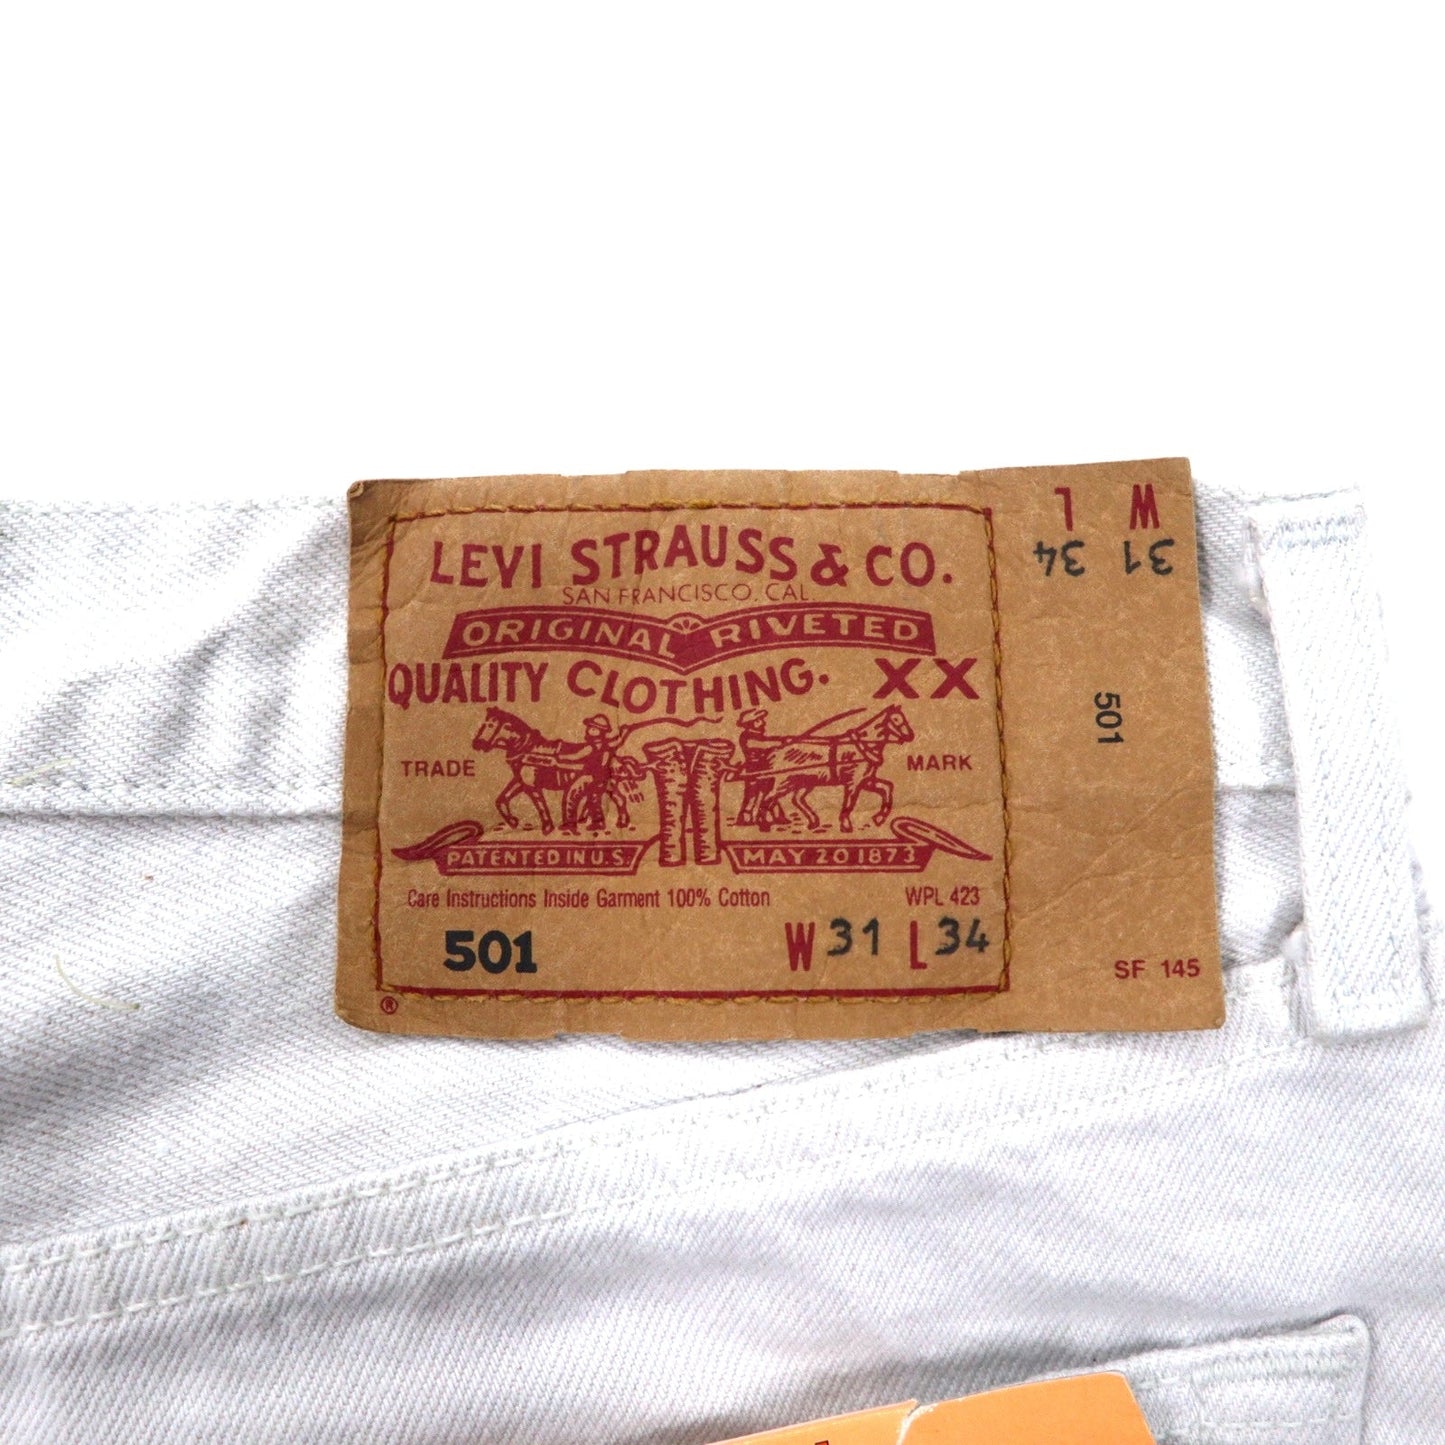 LEVI STRAUSS & CO.
SAN FRANCISCO, CAL.
ORIGINAL RIVETED
QUALITY CLOTHING. XX
TRADE MARK
PATENTED IN U.S. MAY 20 1873
Care Instructions Inside Garment 100% Cotton WPL 423
501 W 31 L 34
®
W L
31 34
501
SF 145